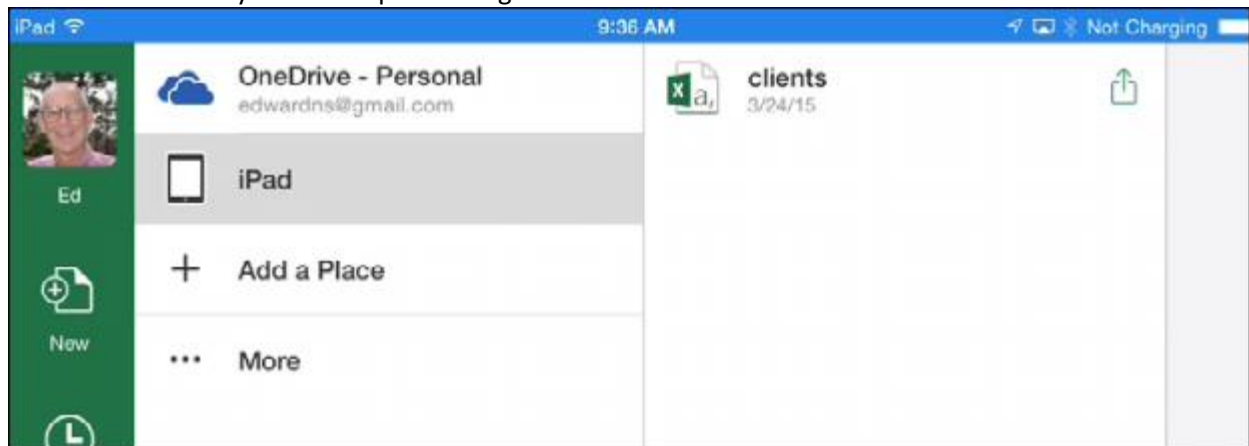 iPad
9:36 AM
Not Charging
Ed
New
OneDrive - Personal
edwardns@gmail.com
iPad
Add a Place
More
X a,
clients
3/24/15